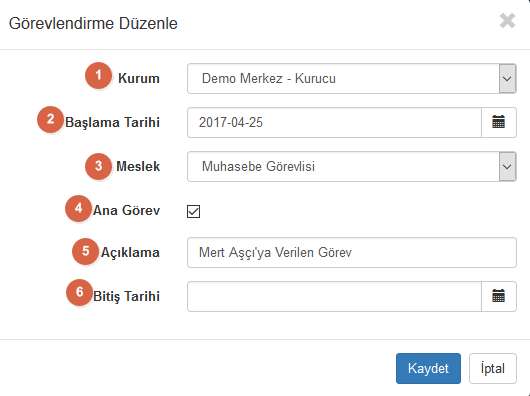 Görevlendirme Düzenle ×
1 Kurum Demo Merkez - Kurucu
2 Başlama Tarihi 2017-04-25
3 Meslek Muhasebe Görevlisi
4 Ana Görev
5 Açıklama Mert Aşçı'ya Verilen Görev
6 Bitiş Tarihi
Kaydet İptal